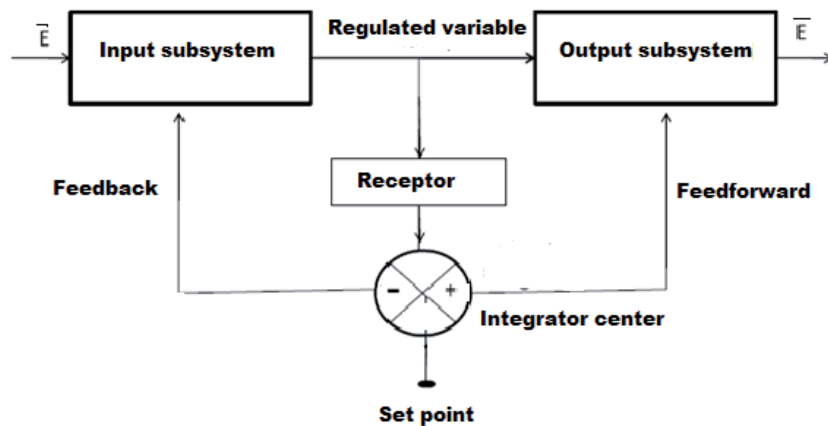 E
Input subsystem
Regulated variable
Output subsystem
E
Feedback
Receptor
Feedforward
-
+
Integrator center
Set point